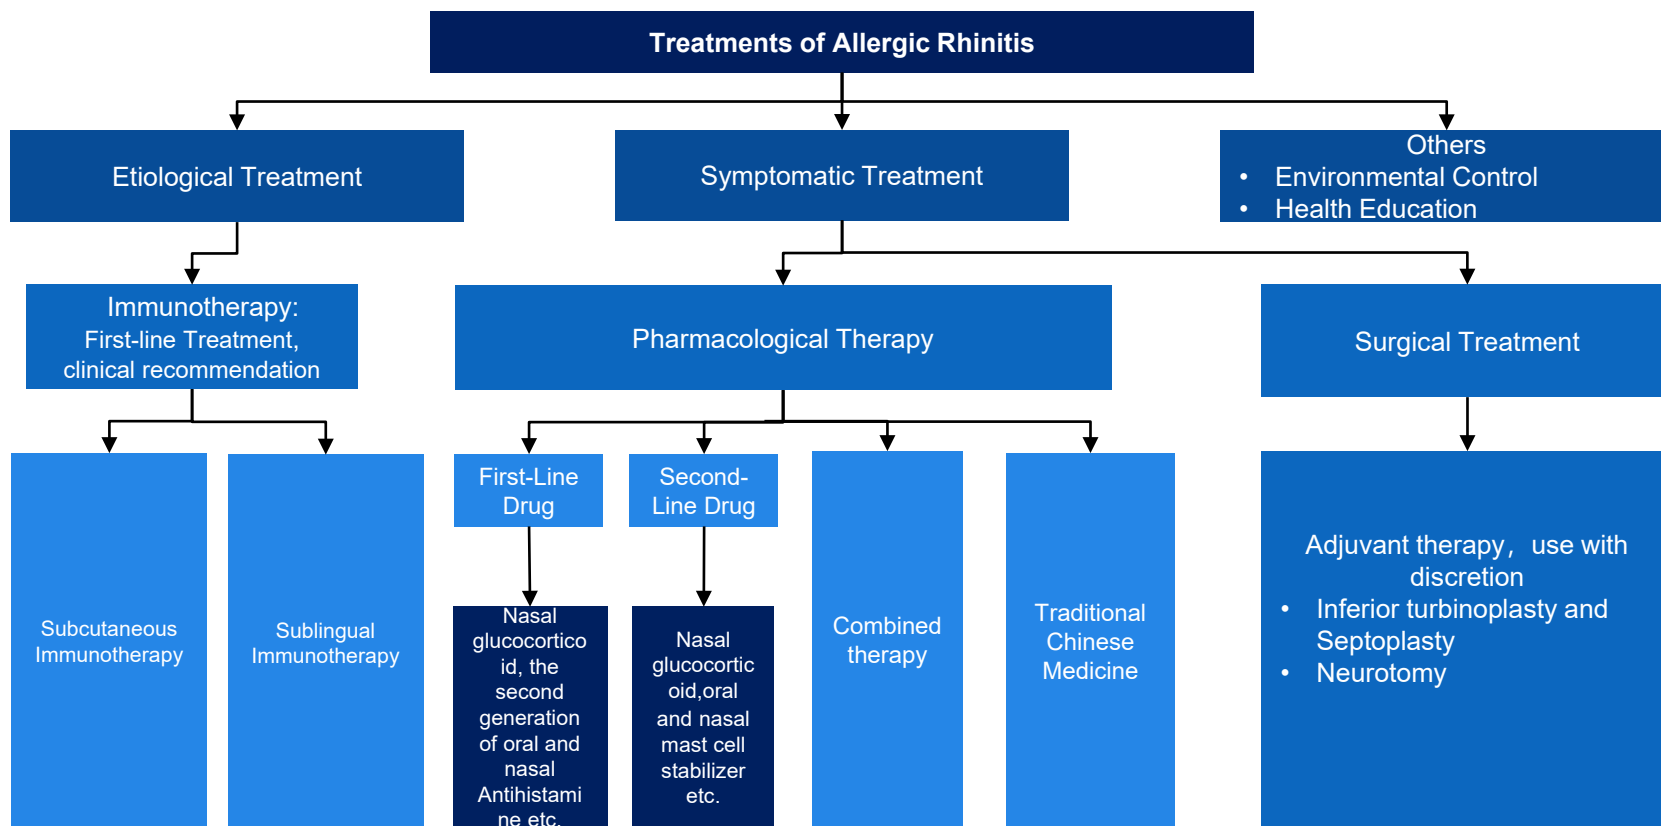 Treatments of Allergic Rhinitis
Etiological Treatment
Symptomatic Treatment
Others
• Environmental Control
• Health Education
Immunotherapy:
First-line Treatment,
clinical recommendation
Pharmacological Therapy
Surgical Treatment
Subcutaneous
Immunotherapy
Sublingual
Immunotherapy
First-Line
Drug
Second-
Line Drug
Nasal
glucocortico
id, the
second
generation
of oral and
nasal
Antihistami
ne etc.
Nasal
glucocortic
oid,oral
and nasal
mast cell
stabilizer
etc.
Combined
therapy
Traditional
Chinese
Medicine
Adjuvant therapy，use with
discretion
• Inferior turbinoplasty and
Septoplasty
• Neurotomy